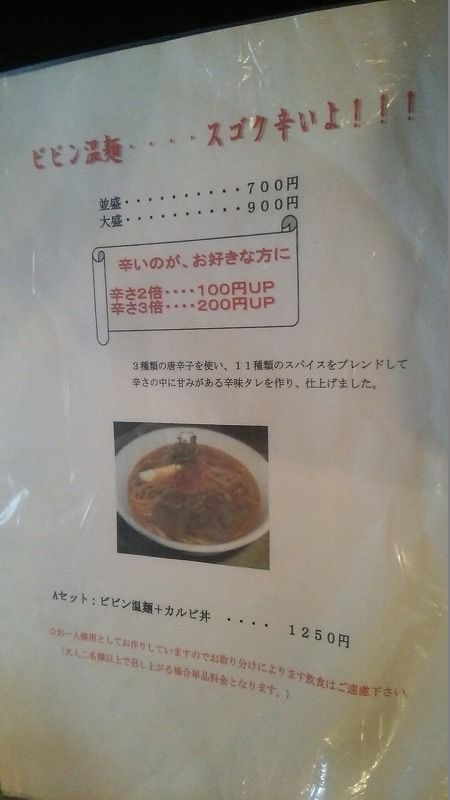 ビビン温麺・・・・スゴク辛いよ！！！
並盛・・・・・・・・・・７００円
大盛・・・・・・・・・・９００円
辛いのが、お好きな方に
辛さ２倍・・・・１００円UP
辛さ３倍・・・・２００円UP
３種類の唐辛子を使い、１１種類のスパイスをブレンドして
辛さの中に甘みがある辛味タレを作り、仕上げました。
Aセット：ビビン温麺＋カルビ丼　・・・・　１２５０円
☆お一人様用としてお作りしていますのでお取り分けによります飲食はご遠慮下さい。
（大人二名様以上で召し上がる場合単品料金となります。）